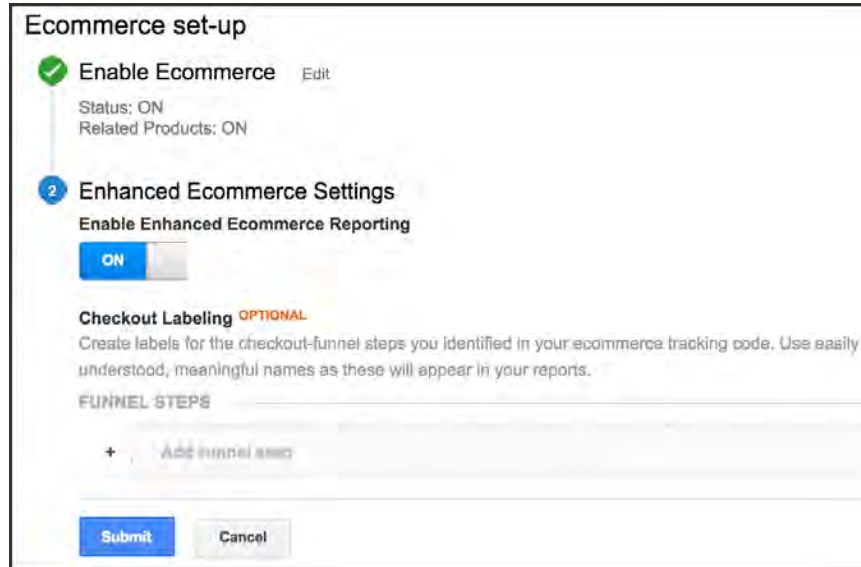 Ecommerce set-up
Enable Ecommerce Edit
Status: ON
Related Products: ON
2 Enhanced Ecommerce Settings
Enable Enhanced Ecommerce Reporting
ON
Checkout Labeling OPTIONAL
Create labels for the checkout-funnel steps you identified in your ecommerce tracking code. Use easily
understood, meaningful names as these will appear in your reports.
FUNNEL STEPS
+ Add funnel step
Submit Cancel